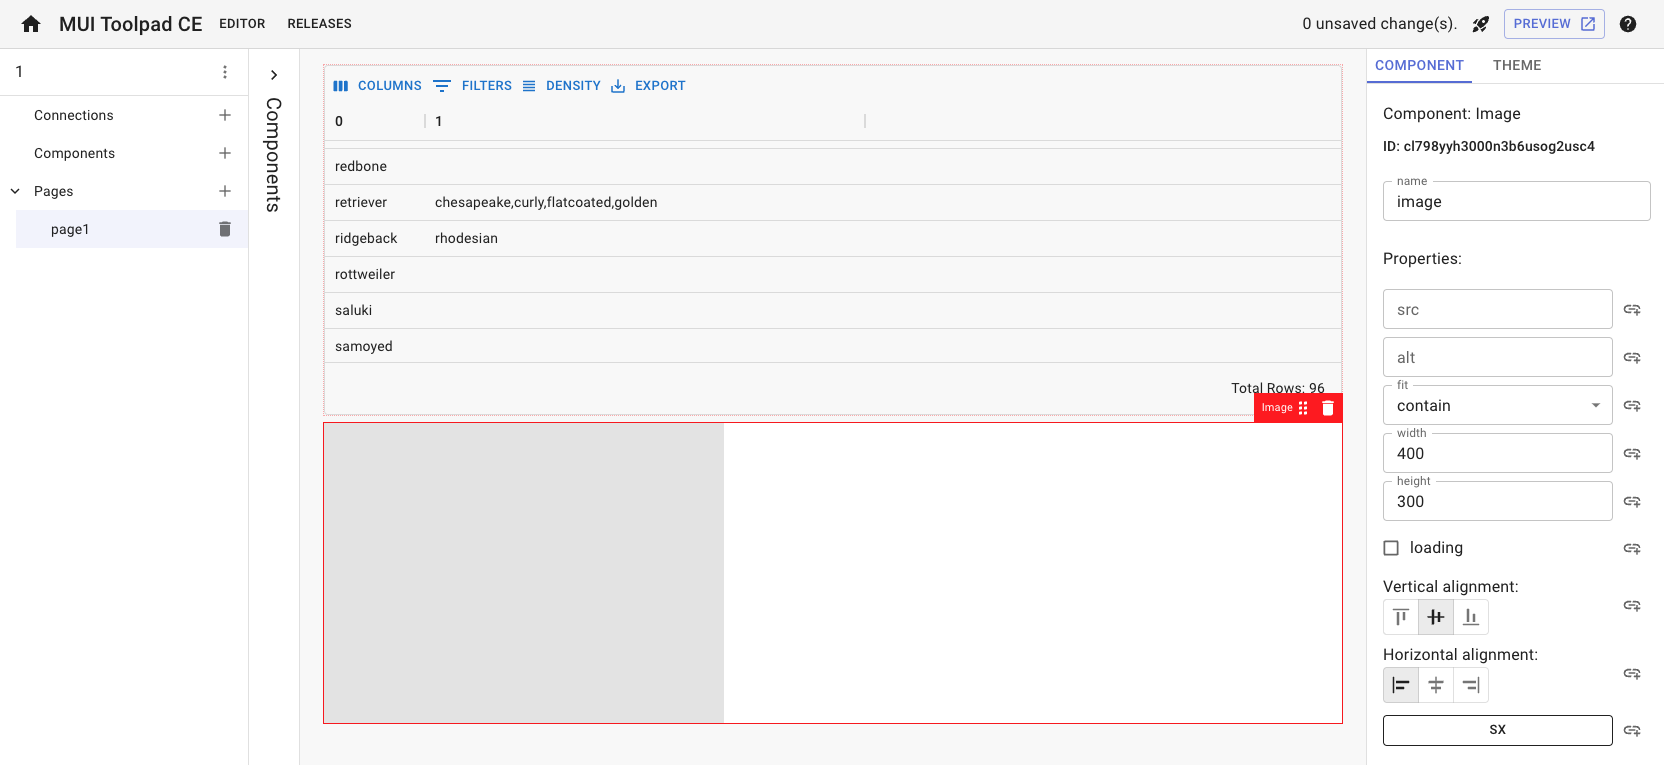 MUI Toolpad CE EDITOR RELEASES 0 unsaved change(s). PREVIEW
1
Connections
Components
Pages
page1
Components
COLUMNS FILTERS DENSITY EXPORT
0 1
redbone
retriever chesapeake,curly,flatcoated,golden
ridgeback rhodesian
rottweiler
saluki
samoyed
Total Rows: 96
Image
COMPONENT THEME
Component: Image
ID: cl798yyh3000n3b6usog2usc4
name
image
Properties:
src
alt
fit
contain
width
400
height
300
loading
Vertical alignment:
Horizontal alignment:
SX